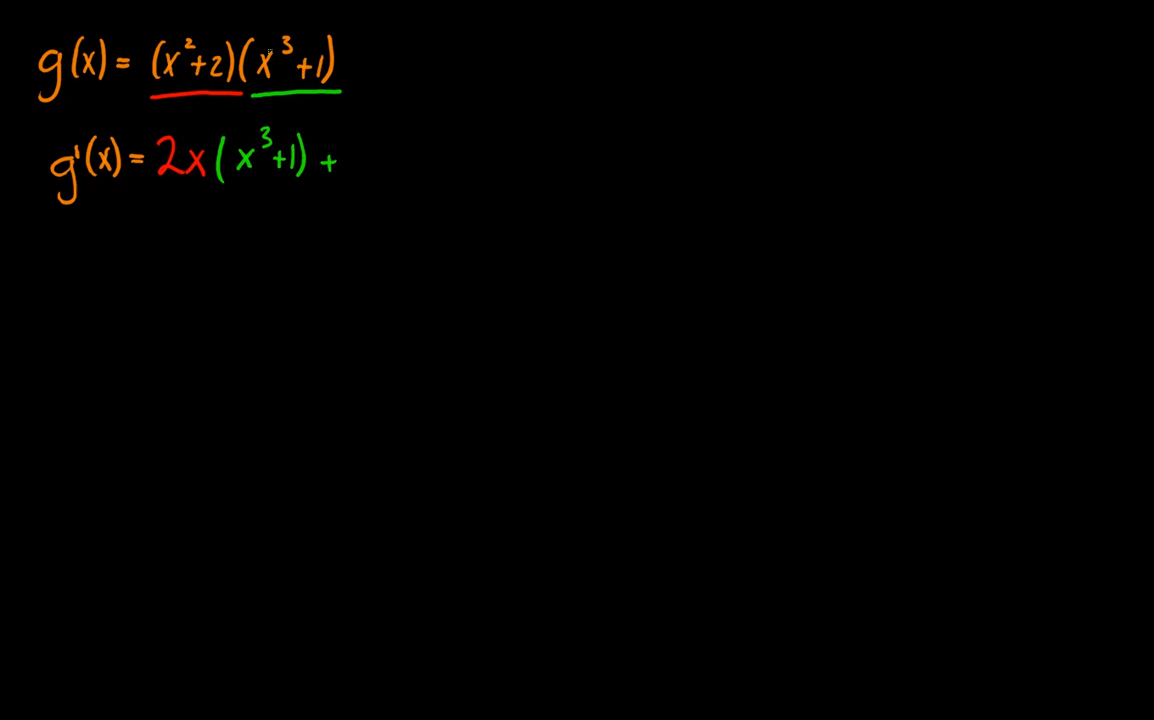 g(x) = (x²+2)(x³+1)
g'(x) = 2x(x³+1) +